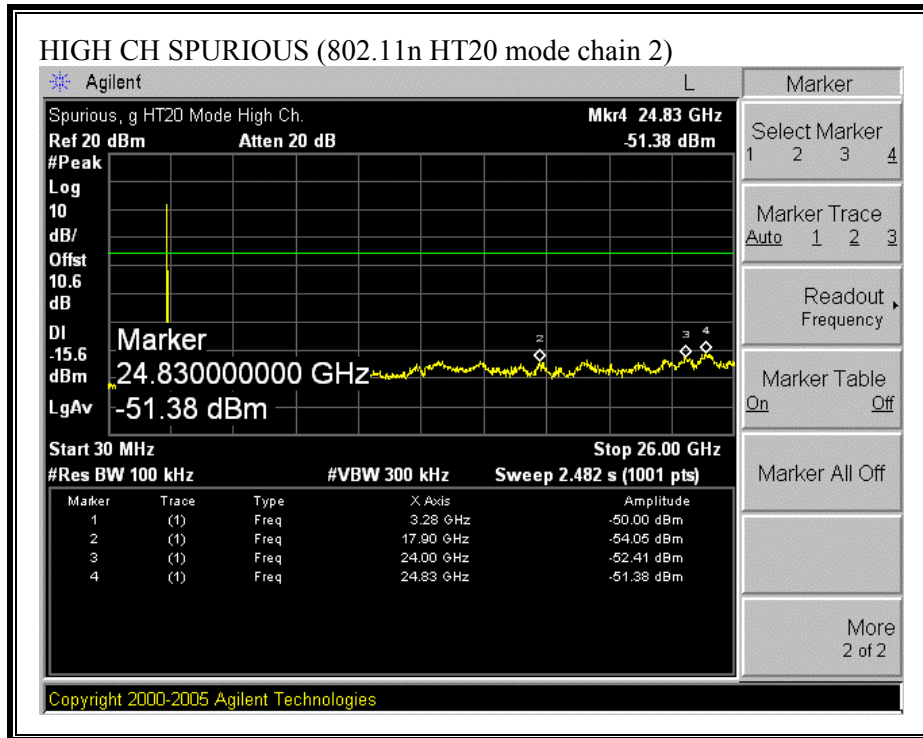 HIGH CH SPURIOUS (802.11n HT20 mode chain 2)
Agilent L
Spurious, g HT20 Mode High Ch. Mkr4 24.83 GHz
Ref 20 dBm Atten 20 dB -51.38 dBm
#Peak
Log
10
dB/
Offst
10.6
dB
DI
-15.6
dBm
LgAv
2
3
4
Marker
24.830000000 GHz
-51.38 dBm
Start 30 MHz Stop 26.00 GHz
#Res BW 100 kHz #VBW 300 kHz Sweep 2.482 s (1001 pts)
Marker Trace Type X Axis Amplitude
1 (1) Freq 3.28 GHz -50.00 dBm
2 (1) Freq 17.90 GHz -54.05 dBm
3 (1) Freq 24.00 GHz -52.41 dBm
4 (1) Freq 24.83 GHz -51.38 dBm
Copyright 2000-2005 Agilent Technologies
Marker
Select Marker
1 2 3 4
Marker Trace
Auto 1 2 3
Readout
Frequency
Marker Table
On Off
Marker All Off
More
2 of 2